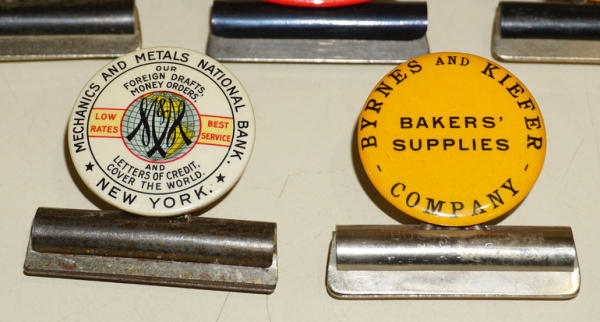 MECHANICS AND METALS NATIONAL BANK.
OUR
FOREIGN DRAFTS,
MONEY ORDERS,
LOW
RATES
BEST
SERVICE
AND
LETTERS OF CREDIT,
COVER THE WORLD.
★ NEW YORK. ★
BYRNES AND KIEFER
BAKERS'
SUPPLIES
- COMPANY -